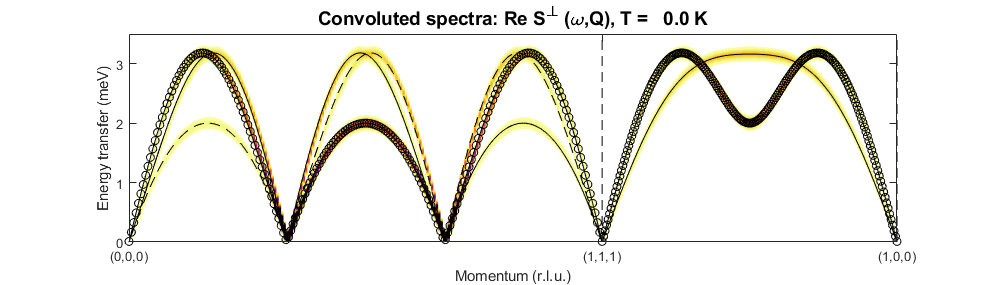 Convoluted spectra: Re S⊥ (ω,Q), T = 0.0 K
Energy transfer (meV)
3
2
1
0
(0,0,0)
(1,1,1)
(1,0,0)
Momentum (r.l.u.)